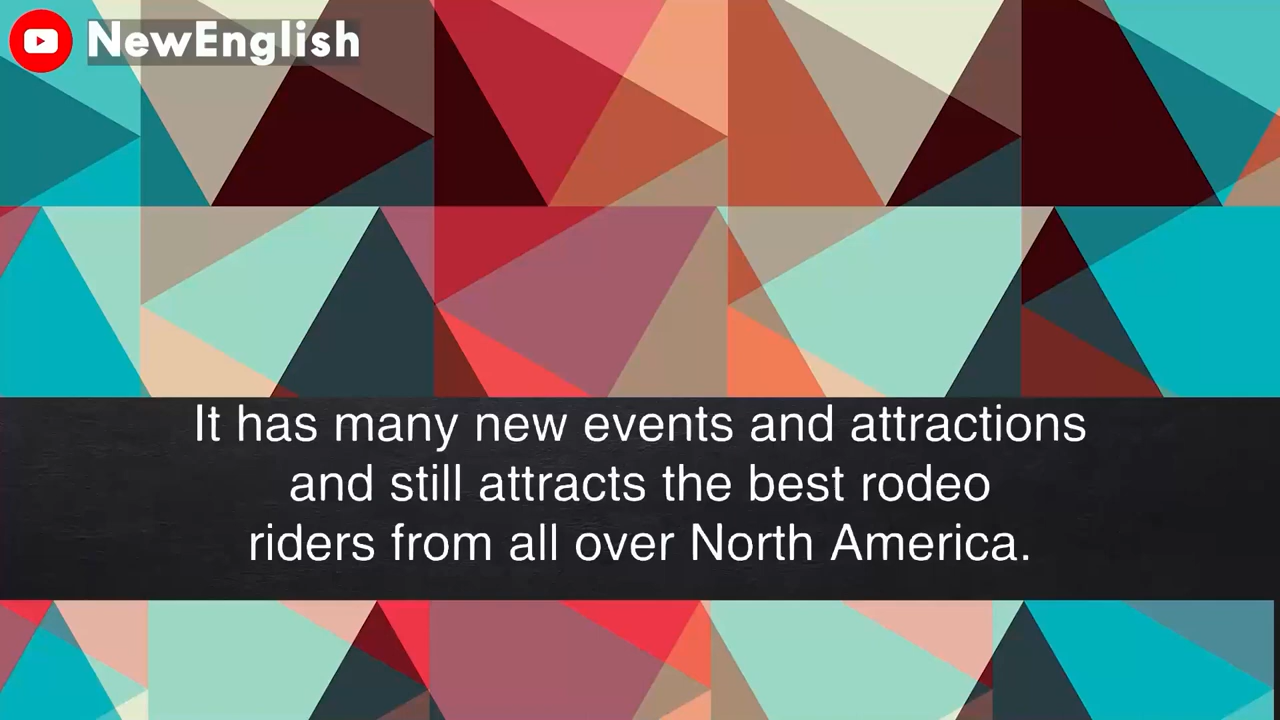 NewEnglish
It has many new events and attractions
and still attracts the best rodeo
riders from all over North America.